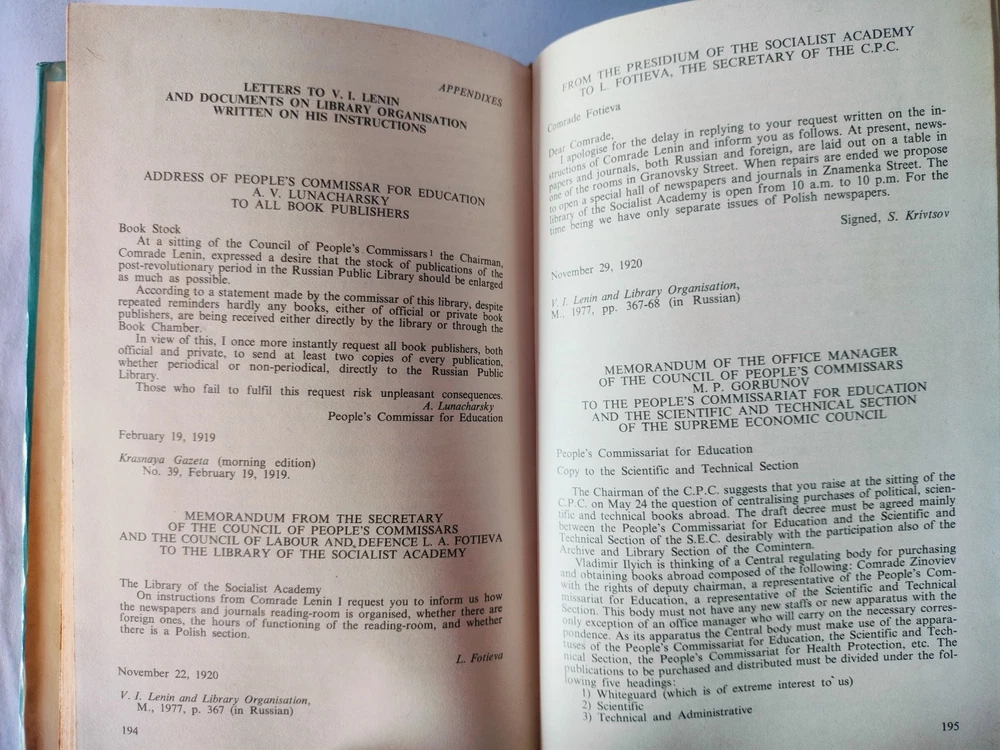 APPENDIXES
LETTERS TO V. I. LENIN
AND DOCUMENTS ON LIBRARY ORGANISATION
WRITTEN ON HIS INSTRUCTIONS
ADDRESS OF PEOPLE'S COMMISSAR FOR EDUCATION
A. V. LUNACHARSKY
TO ALL BOOK PUBLISHERS
Book Stock
At a sitting of the Council of People's Commissars¹ the Chairman,
Comrade Lenin, expressed a desire that the stock of publications of the
post-revolutionary period in the Russian Public Library should be enlarged
as much as possible.
According to a statement made by the commissar of this library, despite
repeated reminders hardly any books, either of official or private book
publishers, are being received either directly by the library or through the
Book Chamber.
In view of this, I once more instantly request all book publishers, both
official and private, to send at least two copies of every publication,
whether periodical or non-periodical, directly to the Russian Public
Library.
Those who fail to fulfil this request risk unpleasant consequences.
A. Lunacharsky
People's Commissar for Education
February 19, 1919
Krasnaya Gazeta (morning edition)
No. 39, February 19, 1919.
MEMORANDUM FROM THE SECRETARY
OF THE COUNCIL OF PEOPLE'S COMMISSARS
AND THE COUNCIL OF LABOUR AND DEFENCE L. A. FOTIEVA
TO THE LIBRARY OF THE SOCIALIST ACADEMY
The Library of the Socialist Academy
On instructions from Comrade Lenin I request you to inform us how
the newspapers and journals reading-room is organised, whether there are
foreign ones, the hours of functioning of the reading-room, and whether
there is a Polish section.
L. Fotieva
November 22, 1920
V. I. Lenin and Library Organisation,
M., 1977, p. 367 (in Russian)
194
FROM THE PRESIDIUM OF THE SOCIALIST ACADEMY
TO L. FOTIEVA, THE SECRETARY OF THE C.P.C.
Comrade Fotieva
Dear Comrade,
I apologise for the delay in replying to your request written on the in-
structions of Comrade Lenin and inform you as follows. At present, news-
papers and journals, both Russian and foreign, are laid out on a table in
one of the rooms in Granovsky Street. When repairs are ended we propose
to open a special hall of newspapers and journals in Znamenka Street. The
library of the Socialist Academy is open from 10 a.m. to 10 p.m. For the
time being we have only separate issues of Polish newspapers.
Signed, S. Krivtsov
November 29, 1920
V. I. Lenin and Library Organisation,
M., 1977, pp. 367-68 (in Russian)
MEMORANDUM OF THE OFFICE MANAGER
OF THE COUNCIL OF PEOPLE'S COMMISSARS
M. P. GORBUNOV
TO THE PEOPLE'S COMMISSARIAT FOR EDUCATION
AND THE SCIENTIFIC AND TECHNICAL SECTION
OF THE SUPREME ECONOMIC COUNCIL
People's Commissariat for Education
Copy to the Scientific and Technical Section
The Chairman of the C.P.C. suggests that you raise at the sitting of the
C.P.C. on May 24 the question of centralising purchases of political, scien-
tific and technical books abroad. The draft decree must be agreed mainly
between the People's Commissariat for Education and the Scientific and
Technical Section of the S.E.C. desirably with the participation also of the
Archive and Library Section of the Comintern.
Vladimir Ilyich is thinking of a Central regulating body for purchasing
and obtaining books abroad composed of the following: Comrade Zinoviev
with the rights of deputy chairman, a representative of the People's Com-
missariat for Education, a representative of the Scientific and Technical
Section. This body must not have any new staffs or new apparatus with the
only exception of an office manager who will carry on the necessary corres-
pondence. As its apparatus the Central body must make use of the appara-
tuses of the People's Commissariat for Education, the Scientific and Tech-
nical Section, the People's Commissariat for Health Protection, etc. The
publications to be purchased and distributed must be divided under the fol-
lowing five headings:
1) Whiteguard (which is of extreme interest to us)
2) Scientific
3) Technical and Administrative
195